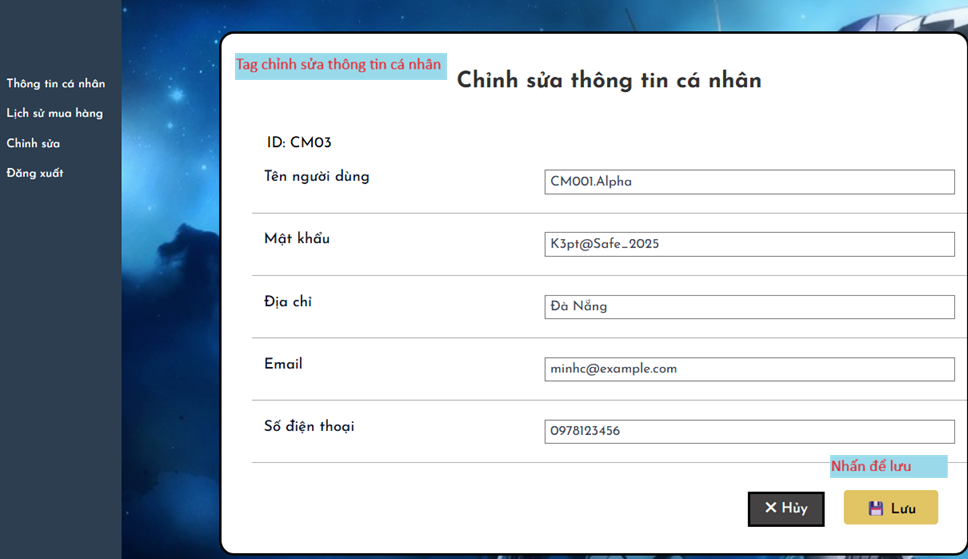 Thông tin cá nhân
Lịch sử mua hàng
Chỉnh sửa
Đăng xuất
Tag chỉnh sửa thông tin cá nhân
Chỉnh sửa thông tin cá nhân
ID: CM03
Tên người dùng
CM001.Alpha
Mật khẩu
K3pt@Safe_2025
Địa chỉ
Đà Nẵng
Email
minhc@example.com
Số điện thoại
0978123456
Nhấn để lưu
✕ Hủy
💾 Lưu